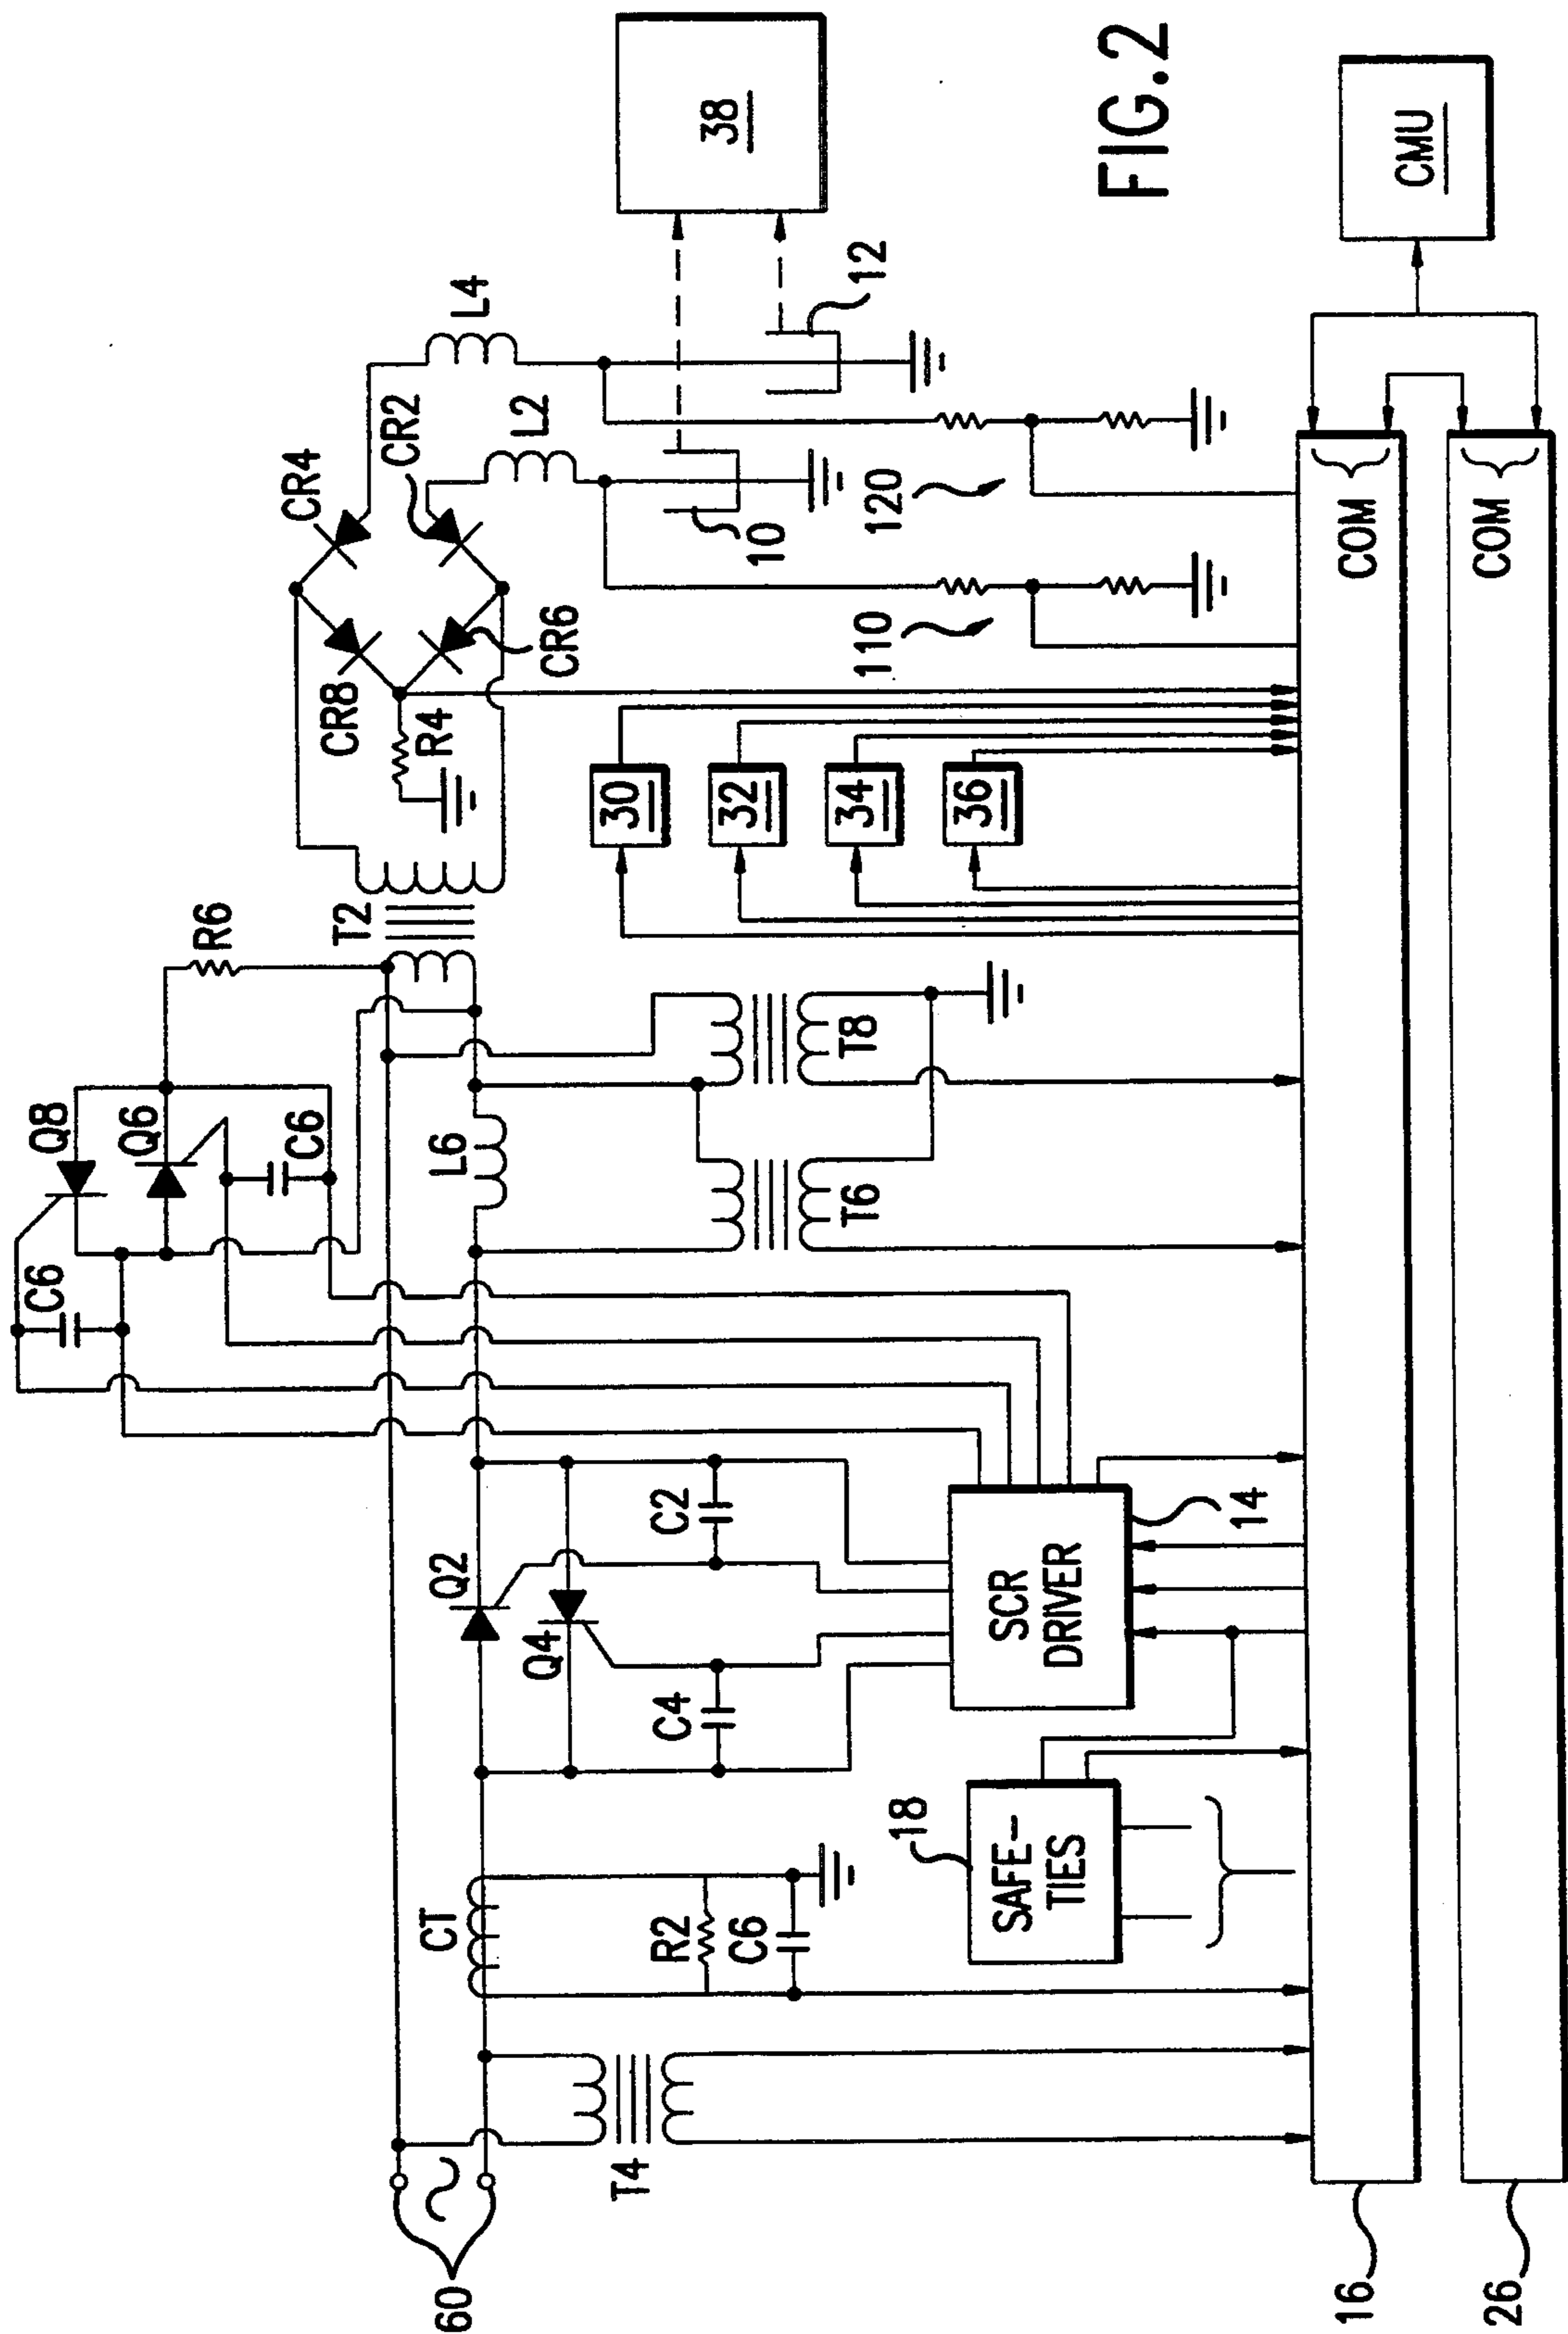 FIG.2
60
T4
CT
R2
C6
18
SAFE-
TIES
Q2
Q4
C2
C4
SCR
DRIVER
14
C6
Q8
Q6
C6
R6
L6
T6
T8
T2
R4
CR8
CR6
CR4
CR2
L2
L4
10
12
38
30
32
34
36
110
120
COM
COM
CMU
16
26